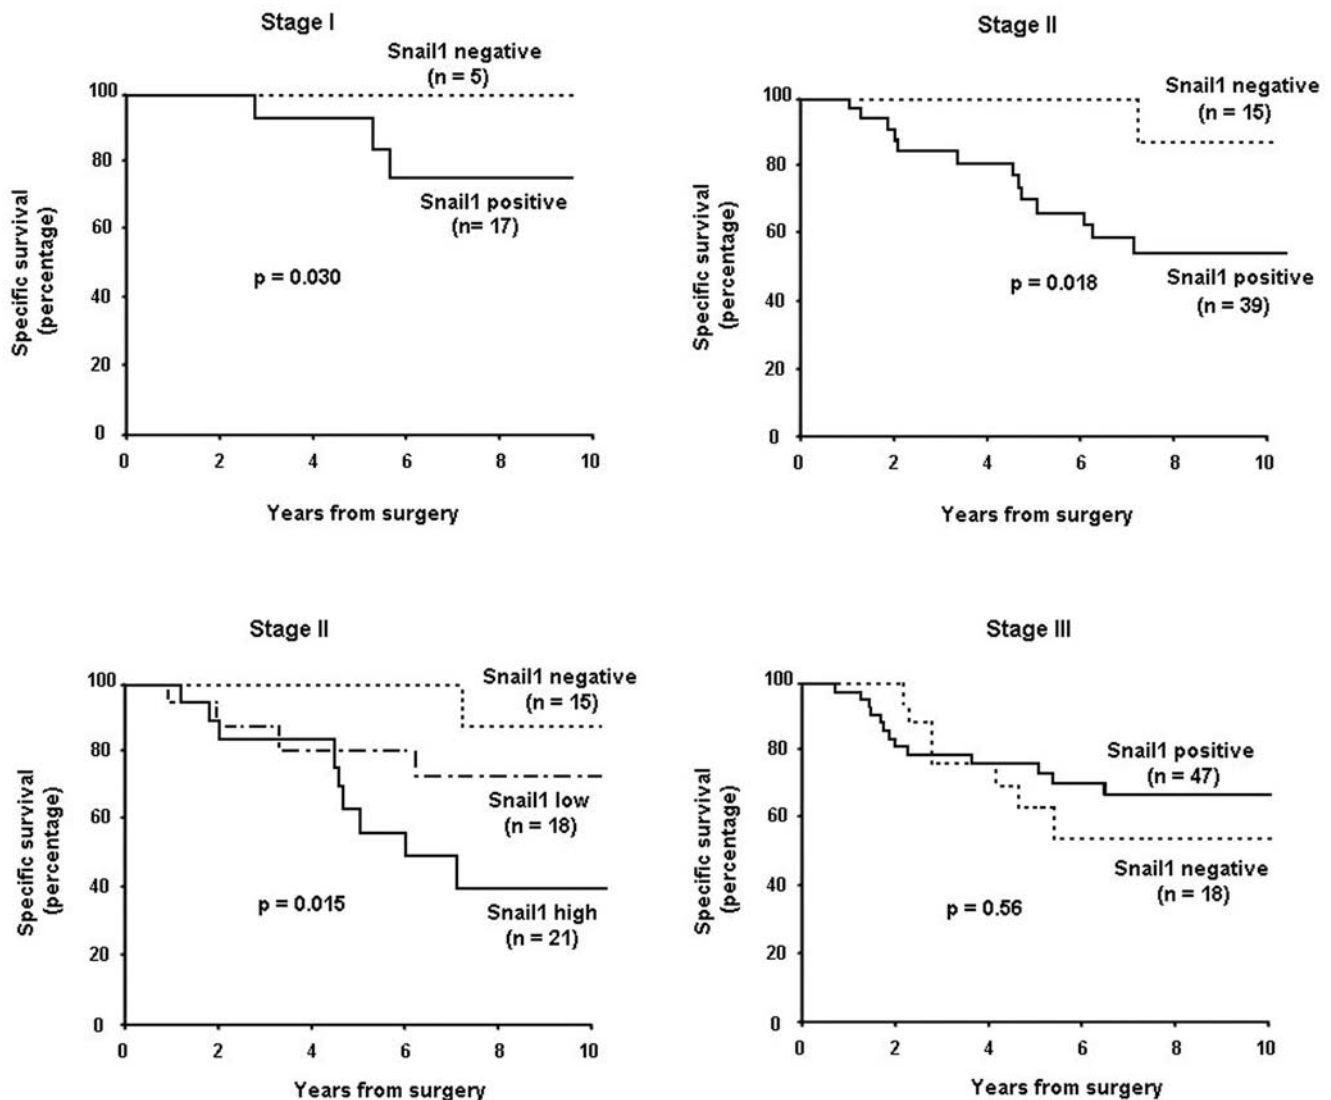 Stage I
Snail1 negative
(n = 5)
100
80
60
40
20
0
Specific survival
(percentage)
Snail1 positive
(n= 17)
p = 0.030
0 2 4 6 8 10
Years from surgery
Stage II
Snail1 negative
(n = 15)
100
80
60
40
20
0
Specific survival
(percentage)
p = 0.018
Snail1 positive
(n = 39)
0 2 4 6 8 10
Years from surgery
Stage II
Snail1 negative
(n = 15)
100
80
60
40
20
0
Specific survival
(percentage)
Snail1 low
(n = 18)
p = 0.015
Snail1 high
(n = 21)
0 2 4 6 8 10
Years from surgery
Stage III
100
80
60
40
20
0
Specific survival
(percentage)
Snail1 positive
(n = 47)
Snail1 negative
(n = 18)
p = 0.56
0 2 4 6 8 10
Years from surgery